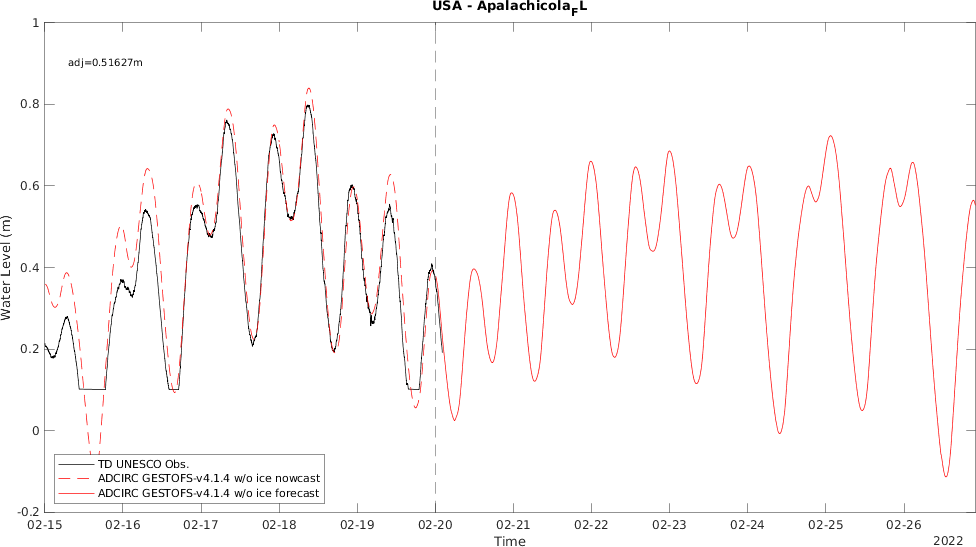 USA - Apalachicola_FL
adj=0.51627m
Water Level (m)
1
0.8
0.6
0.4
0.2
0
-0.2
TD UNESCO Obs.
ADCIRC GESTOFS-v4.1.4 w/o ice nowcast
ADCIRC GESTOFS-v4.1.4 w/o ice forecast
02-15 02-16 02-17 02-18 02-19 02-20 02-21 02-22 02-23 02-24 02-25 02-26
Time
2022